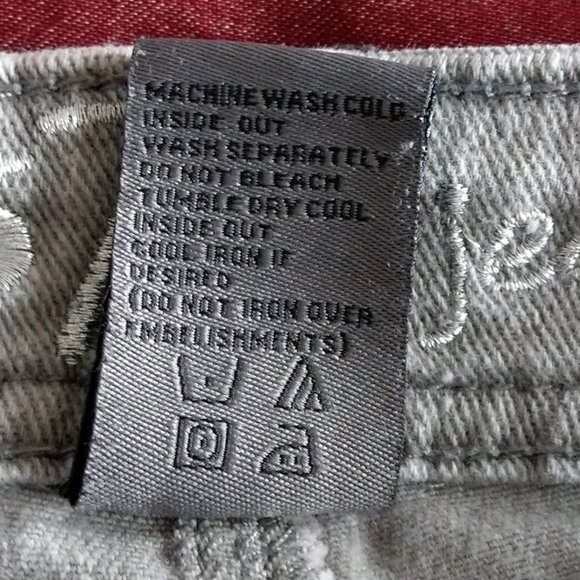 MACHINE WASH COLD
INSIDE OUT
WASH SEPARATELY
DO NOT BLEACH
TUMBLE DRY COOL
INSIDE OUT
COOL IRON IF
DESIRED
(DO NOT IRON OVER
EMBELLISHMENTS)
je